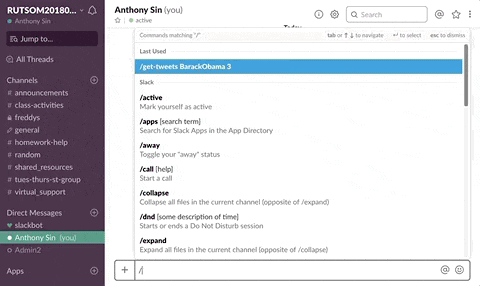 RUTSOM20180...
Anthony Sin
Jump to...
All Threads
Channels
# announcements
# class-activities
freddys
general
# homework-help
# random
# shared_resources
# tues-thurs-st-group
# virtual_support
Direct Messages
slackbot
Anthony Sin (you)
Admin2
Apps
Anthony Sin (you)
active
Search
Today
Commands matching "/"
tab or ↑ ↓ to navigate
↵ to select
esc to dismiss
Last Used
/get-tweets BarackObama 3
Slack
/active
Mark yourself as active
/apps [search term]
Search for Slack Apps in the App Directory
/away
Toggle your "away" status
/call [help]
Start a call
/collapse
Collapse all files in the current channel (opposite of /expand)
/dnd [some description of time]
Starts or ends a Do Not Disturb session
/expand
Expand all files in the current channel (opposite of /collapse)
/